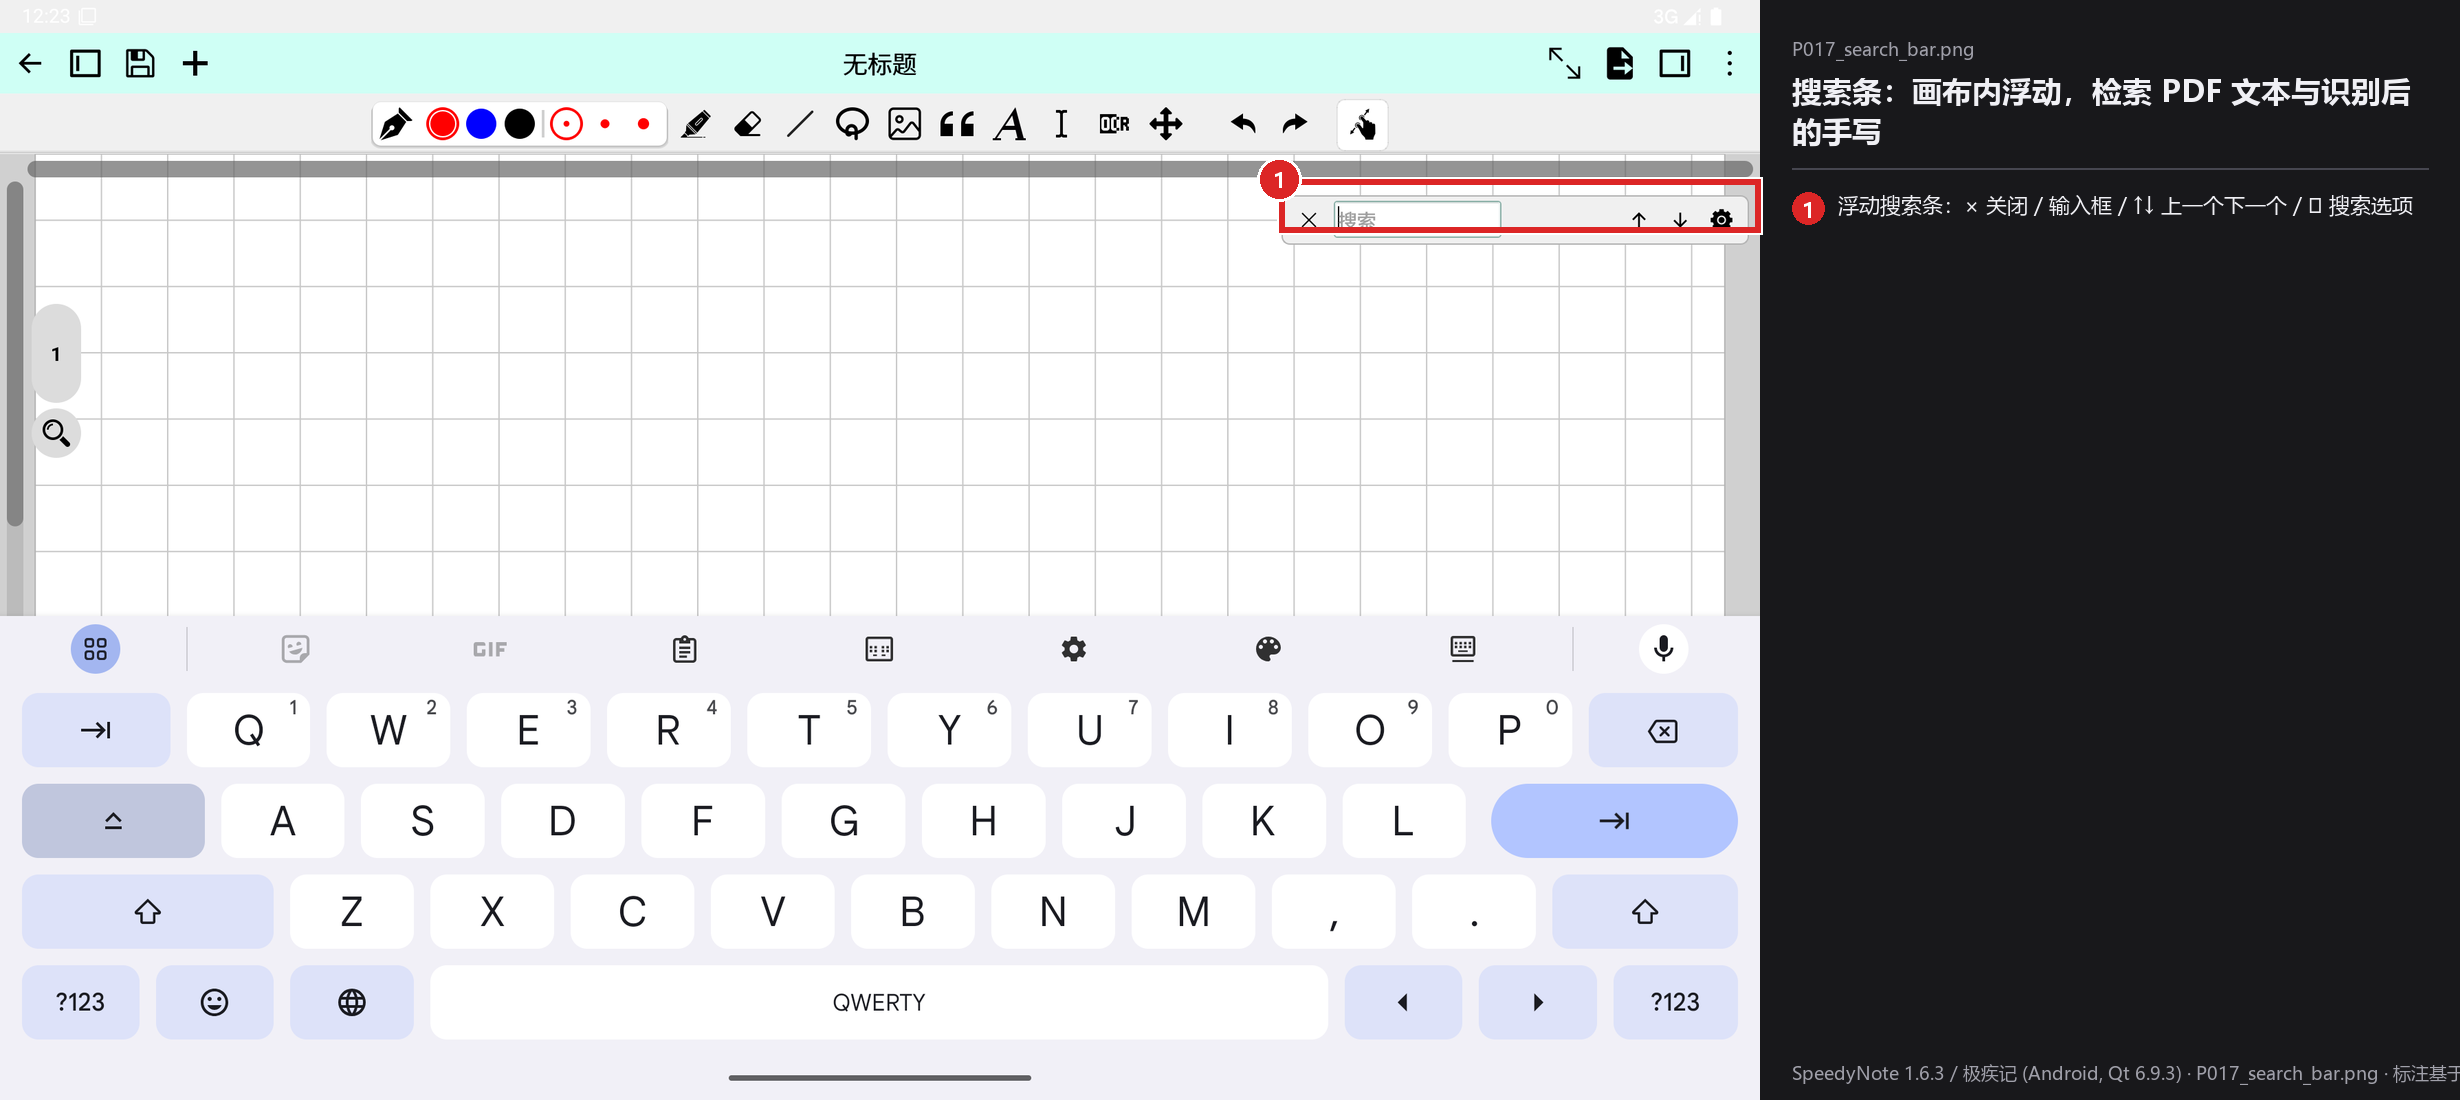 12:23
3G
无标题
OCR
搜索
1
1
GIF
Q 1 W 2 E 3 R 4 T 5 Y 6 U 7 I 8 O 9 P 0
A S D F G H J K L
Z X C V B N M , .
?123 QWERTY ?123
P017_search_bar.png
搜索条：画布内浮动，检索 PDF 文本与识别后
的手写
1 浮动搜索条：× 关闭 / 输入框 / ↑↓ 上一个下一个 / ▯ 搜索选项
SpeedyNote 1.6.3 / 极疾记 (Android, Qt 6.9.3) · P017_search_bar.png · 标注基于